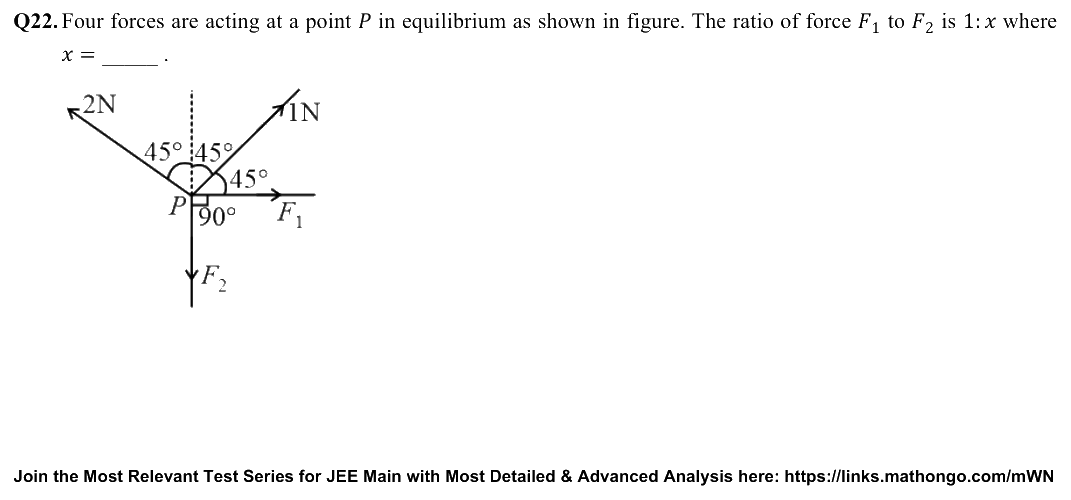 Q22. Four forces are acting at a point P in equilibrium as shown in figure. The ratio of force F₁ to F₂ is 1: x where
x = _____ .
2N
1N
45° 45°
45°
P 90° F₁
F₂
Join the Most Relevant Test Series for JEE Main with Most Detailed & Advanced Analysis here: https://links.mathongo.com/mWN